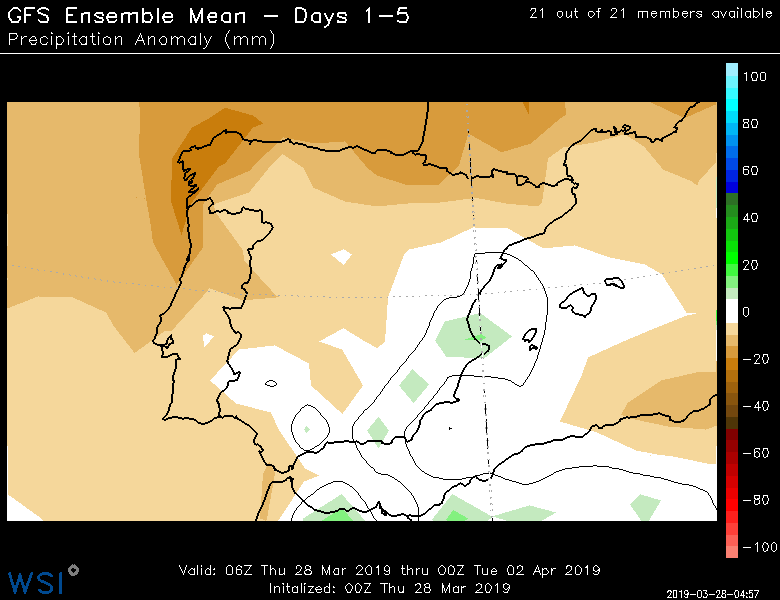 GFS Ensemble Mean – Days 1–5
21 out of 21 members available
Precipitation Anomaly (mm)
100
80
60
40
20
0
−20
−40
−60
−80
−100
Valid: 06Z Thu 28 Mar 2019 thru 00Z Tue 02 Apr 2019
Initalized: 00Z Thu 28 Mar 2019
WSI
2019-03-28-04:57